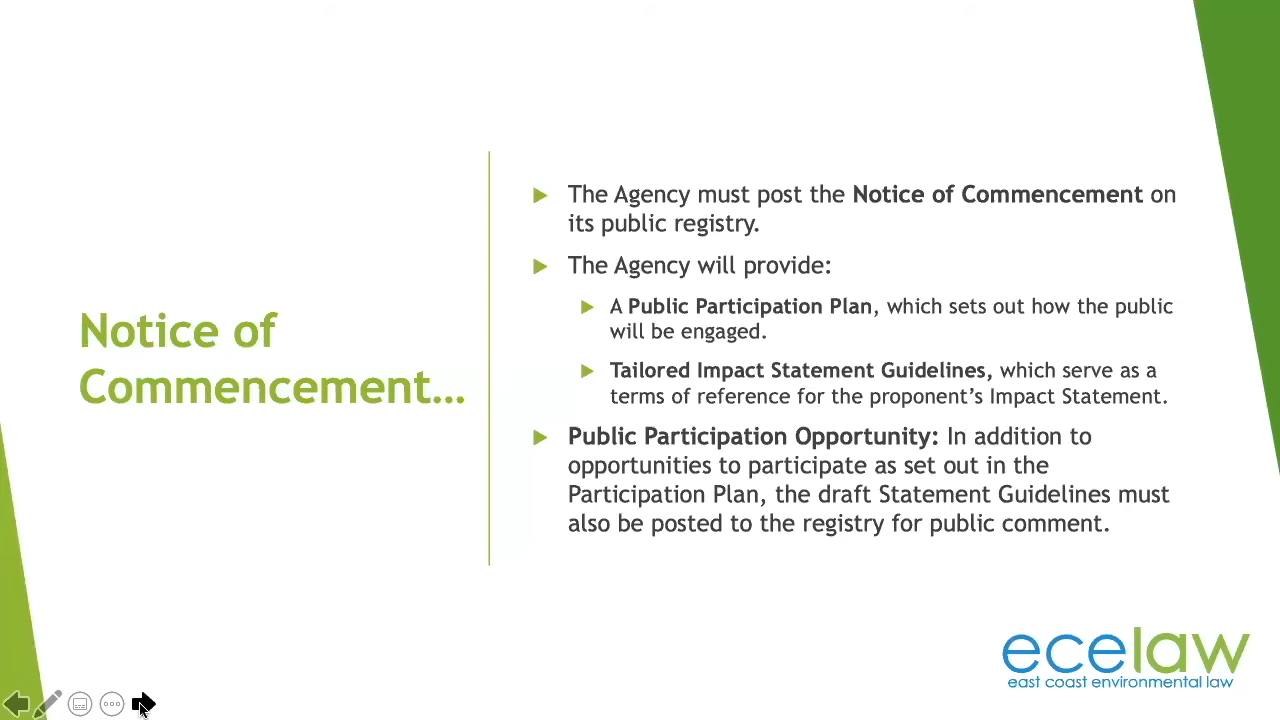 Notice of
Commencement...
The Agency must post the Notice of Commencement on
its public registry.
The Agency will provide:
A Public Participation Plan, which sets out how the public
will be engaged.
Tailored Impact Statement Guidelines, which serve as a
terms of reference for the proponent’s Impact Statement.
Public Participation Opportunity: In addition to
opportunities to participate as set out in the
Participation Plan, the draft Statement Guidelines must
also be posted to the registry for public comment.
ecelaw
east coast environmental law